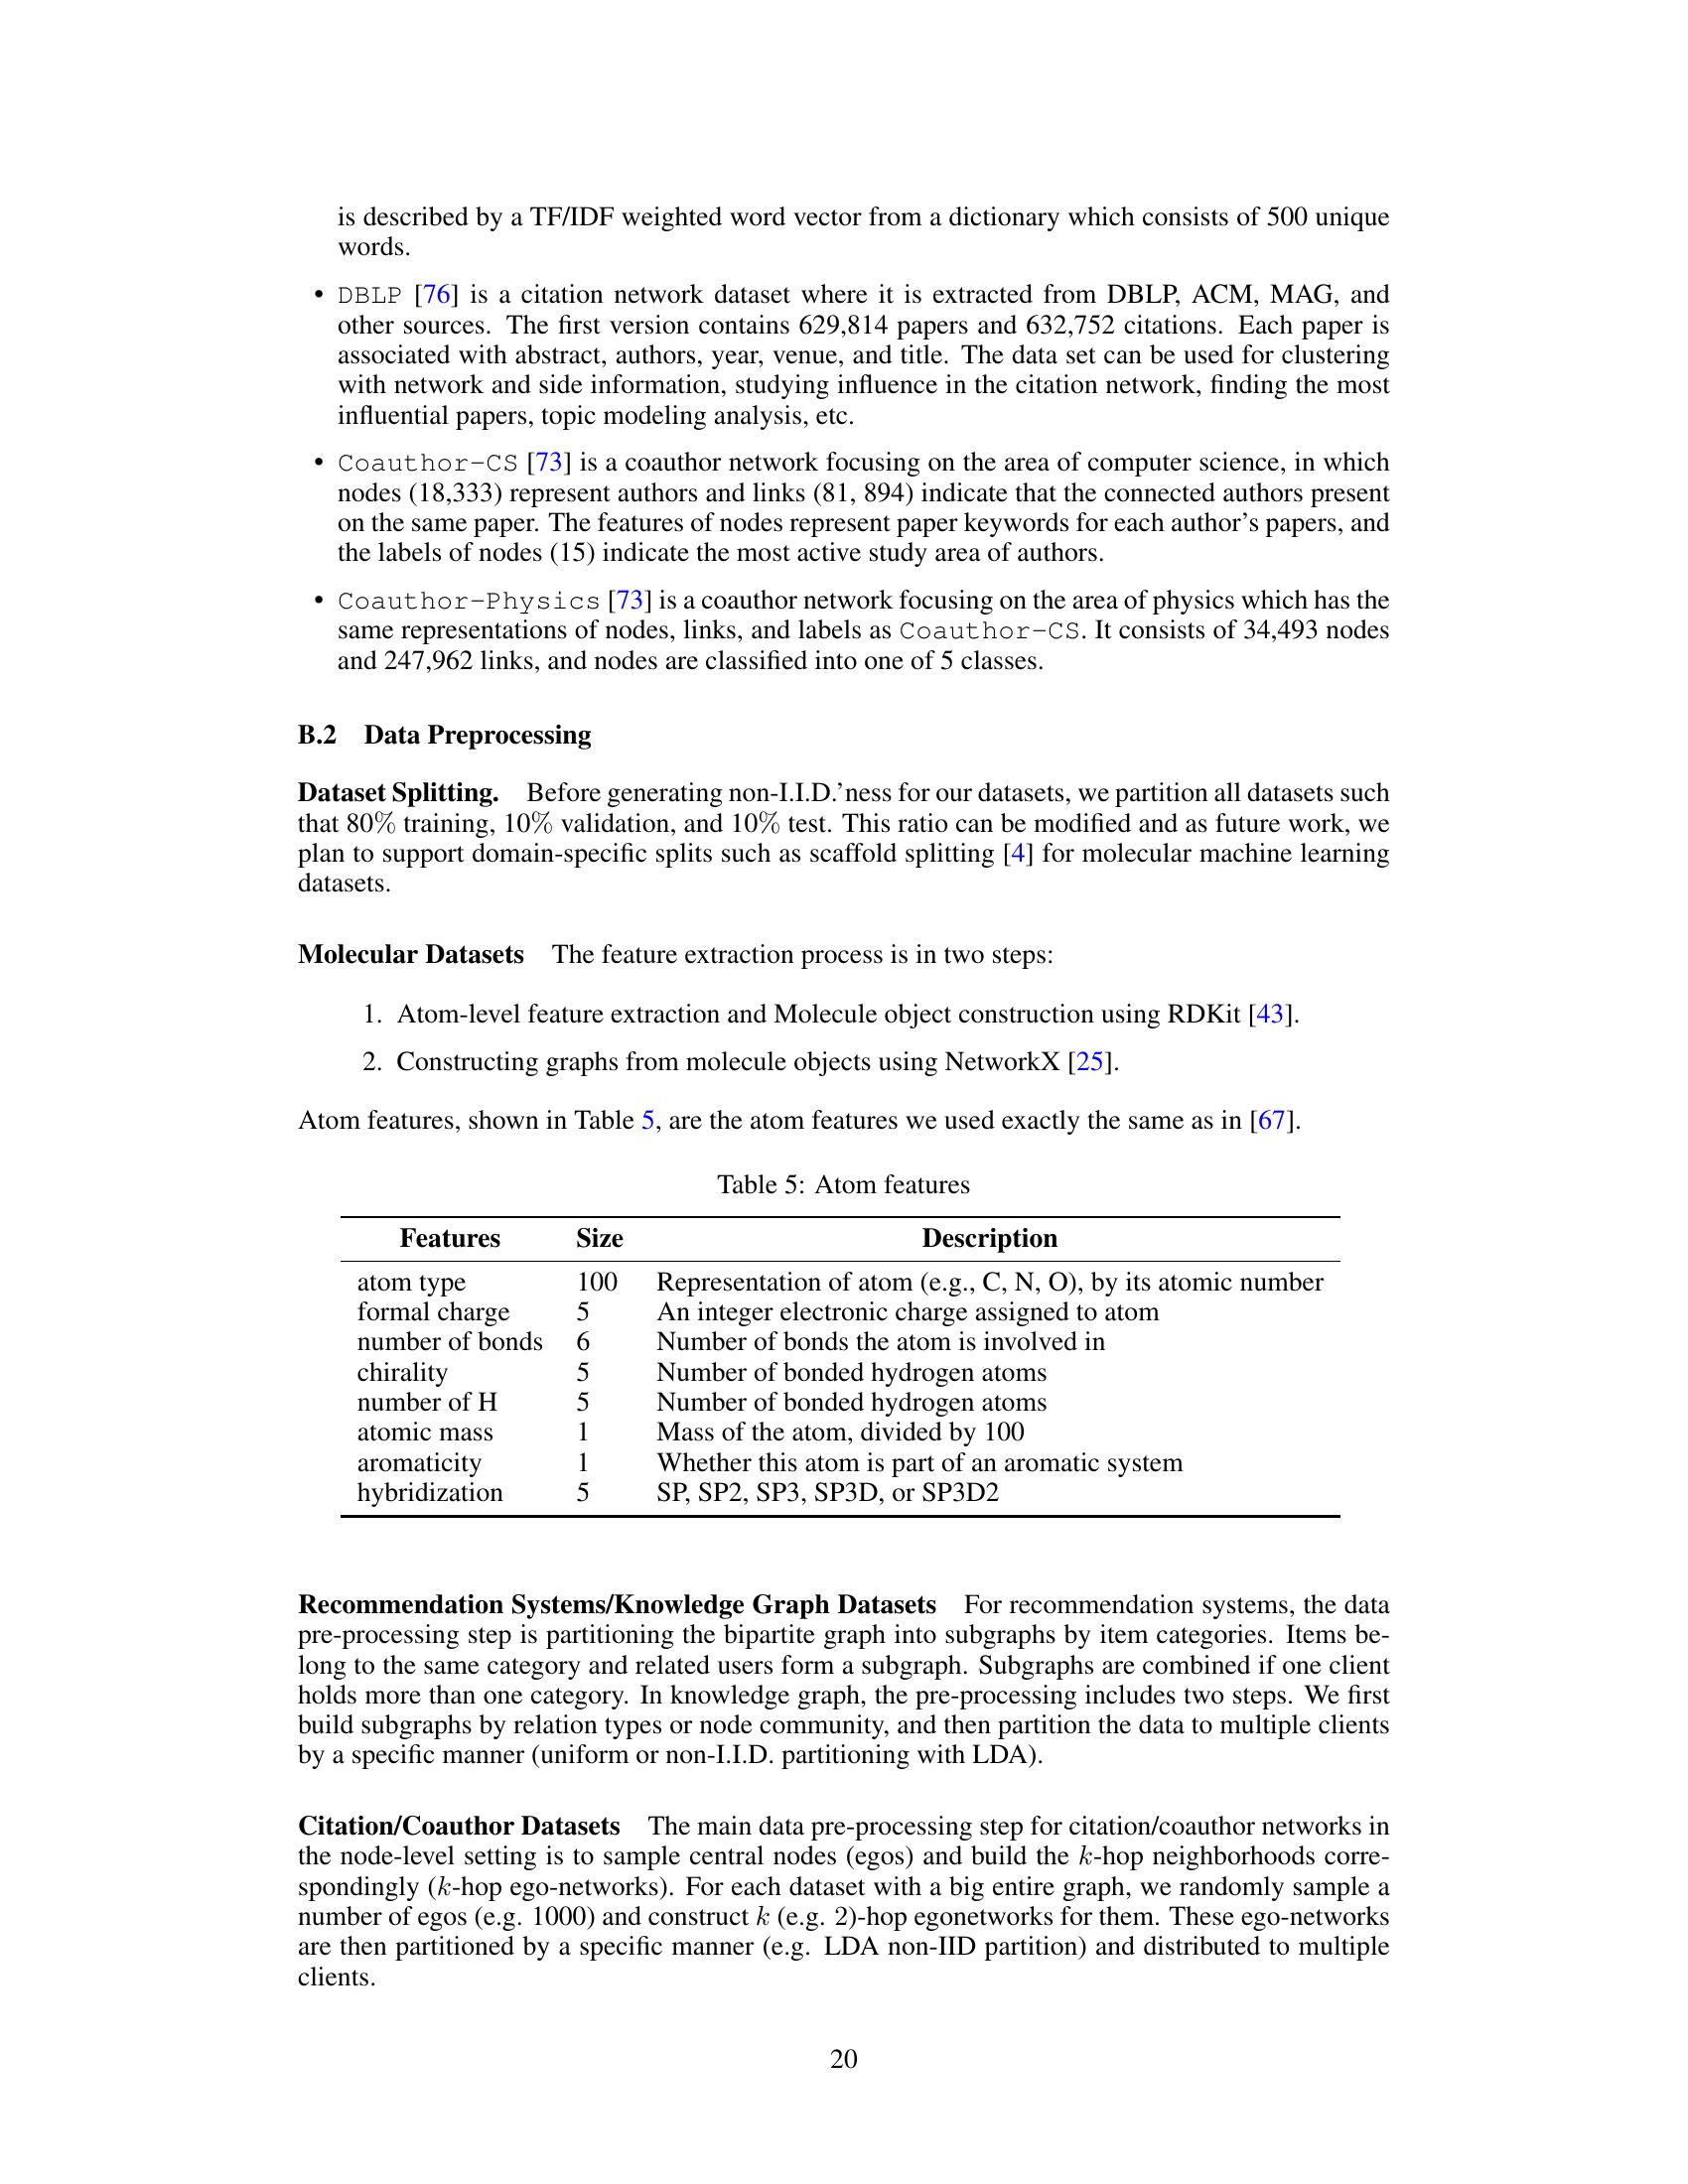 is described by a TF/IDF weighted word vector from a dictionary which consists of 500 unique
words.
• DBLP [76] is a citation network dataset where it is extracted from DBLP, ACM, MAG, and
other sources. The first version contains 629,814 papers and 632,752 citations. Each paper is
associated with abstract, authors, year, venue, and title. The data set can be used for clustering
with network and side information, studying influence in the citation network, finding the most
influential papers, topic modeling analysis, etc.
• Coauthor-CS [73] is a coauthor network focusing on the area of computer science, in which
nodes (18,333) represent authors and links (81, 894) indicate that the connected authors present
on the same paper. The features of nodes represent paper keywords for each author's papers, and
the labels of nodes (15) indicate the most active study area of authors.
• Coauthor-Physics [73] is a coauthor network focusing on the area of physics which has the
same representations of nodes, links, and labels as Coauthor-CS. It consists of 34,493 nodes
and 247,962 links, and nodes are classified into one of 5 classes.
B.2 Data Preprocessing
Dataset Splitting. Before generating non-I.I.D.'ness for our datasets, we partition all datasets such
that 80% training, 10% validation, and 10% test. This ratio can be modified and as future work, we
plan to support domain-specific splits such as scaffold splitting [4] for molecular machine learning
datasets.
Molecular Datasets The feature extraction process is in two steps:
1. Atom-level feature extraction and Molecule object construction using RDKit [43].
2. Constructing graphs from molecule objects using NetworkX [25].
Atom features, shown in Table 5, are the atom features we used exactly the same as in [67].
Table 5: Atom features
Features Size Description
atom type 100 Representation of atom (e.g., C, N, O), by its atomic number
formal charge 5 An integer electronic charge assigned to atom
number of bonds 6 Number of bonds the atom is involved in
chirality 5 Number of bonded hydrogen atoms
number of H 5 Number of bonded hydrogen atoms
atomic mass 1 Mass of the atom, divided by 100
aromaticity 1 Whether this atom is part of an aromatic system
hybridization 5 SP, SP2, SP3, SP3D, or SP3D2
Recommendation Systems/Knowledge Graph Datasets For recommendation systems, the data
pre-processing step is partitioning the bipartite graph into subgraphs by item categories. Items be-
long to the same category and related users form a subgraph. Subgraphs are combined if one client
holds more than one category. In knowledge graph, the pre-processing includes two steps. We first
build subgraphs by relation types or node community, and then partition the data to multiple clients
by a specific manner (uniform or non-I.I.D. partitioning with LDA).
Citation/Coauthor Datasets The main data pre-processing step for citation/coauthor networks in
the node-level setting is to sample central nodes (egos) and build the k-hop neighborhoods corre-
spondingly (k-hop ego-networks). For each dataset with a big entire graph, we randomly sample a
number of egos (e.g. 1000) and construct k (e.g. 2)-hop egonetworks for them. These ego-networks
are then partitioned by a specific manner (e.g. LDA non-IID partition) and distributed to multiple
clients.
20